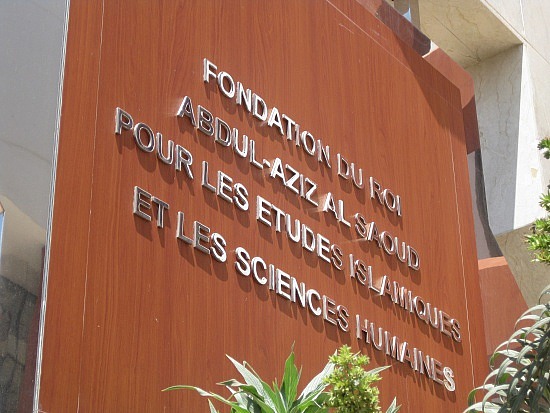 FONDATION DU ROI
ABDUL-AZIZ AL SAOUD
POUR LES ETUDES ISLAMIQUES
ET LES SCIENCES HUMAINES